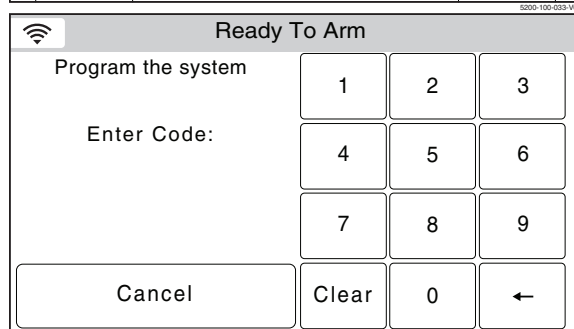 5200-100-033-V
Ready To Arm
Program the system
1 2 3
Enter Code:
4 5 6
7 8 9
Cancel Clear 0 ←